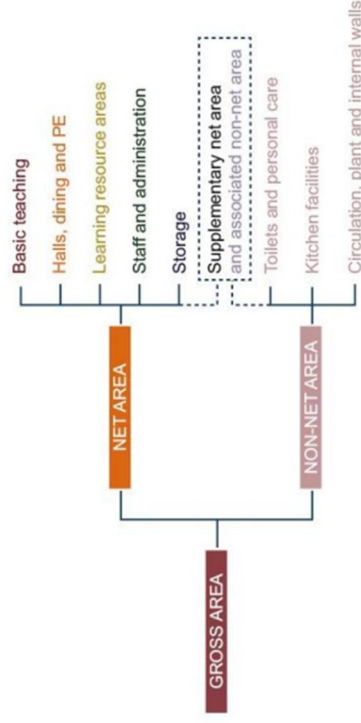 GROSS AREA
NET AREA
NON-NET AREA
Basic teaching
Halls, dining and PE
Learning resource areas
Staff and administration
Storage
Supplementary net area
and associated non-net area
Toilets and personal care
Kitchen facilities
Circulation, plant and internal walls